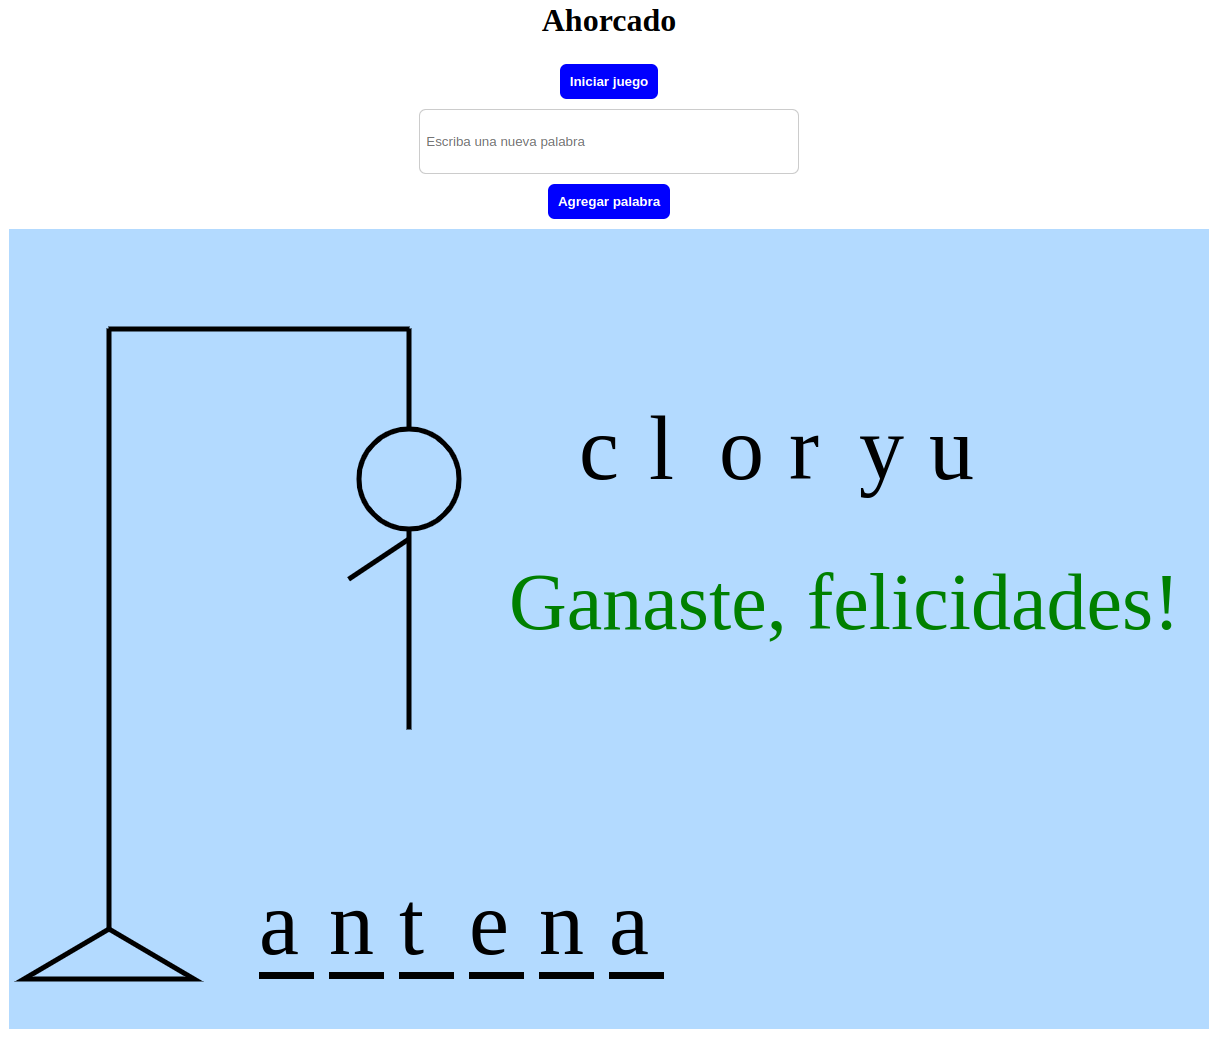 Ahorcado
Iniciar juego
Escriba una nueva palabra
Agregar palabra
c l o r y u
Ganaste, felicidades!
a n t e n a